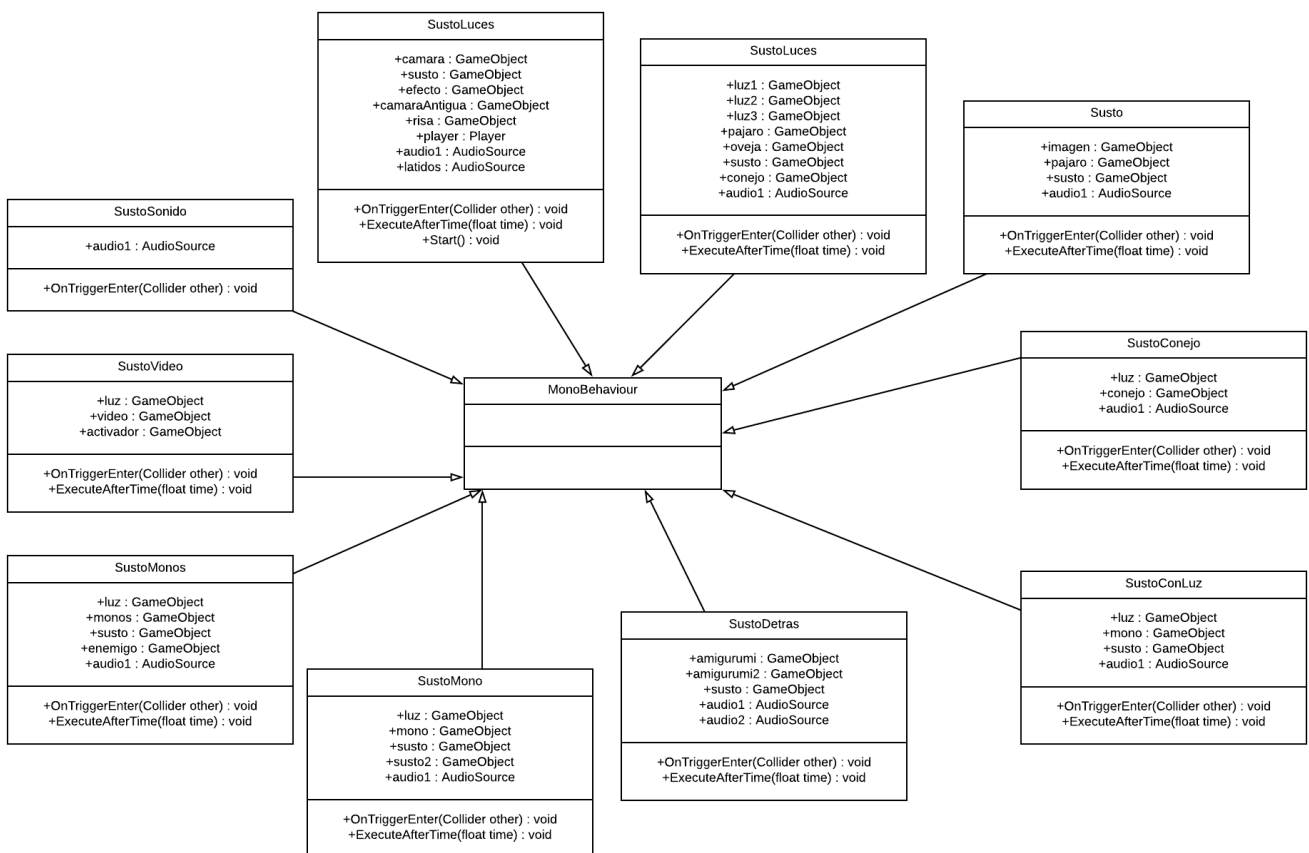 SustoLuces
+camara : GameObject
+susto : GameObject
+efecto : GameObject
+camaraAntigua : GameObject
+risa : GameObject
+player : Player
+audio1 : AudioSource
+latidos : AudioSource
+OnTriggerEnter(Collider other) : void
+ExecuteAfterTime(float time) : void
+Start() : void
SustoLuces
+luz1 : GameObject
+luz2 : GameObject
+luz3 : GameObject
+pajaro : GameObject
+oveja : GameObject
+susto : GameObject
+conejo : GameObject
+audio1 : AudioSource
+OnTriggerEnter(Collider other) : void
+ExecuteAfterTime(float time) : void
Susto
+imagen : GameObject
+pajaro : GameObject
+susto : GameObject
+audio1 : AudioSource
+OnTriggerEnter(Collider other) : void
+ExecuteAfterTime(float time) : void
SustoSonido
+audio1 : AudioSource
+OnTriggerEnter(Collider other) : void
SustoVideo
+luz : GameObject
+video : GameObject
+activador : GameObject
+OnTriggerEnter(Collider other) : void
+ExecuteAfterTime(float time) : void
MonoBehaviour
SustoConejo
+luz : GameObject
+conejo : GameObject
+audio1 : AudioSource
+OnTriggerEnter(Collider other) : void
+ExecuteAfterTime(float time) : void
SustoMonos
+luz : GameObject
+monos : GameObject
+susto : GameObject
+enemigo : GameObject
+audio1 : AudioSource
+OnTriggerEnter(Collider other) : void
+ExecuteAfterTime(float time) : void
SustoMono
+luz : GameObject
+mono : GameObject
+susto : GameObject
+susto2 : GameObject
+audio1 : AudioSource
+OnTriggerEnter(Collider other) : void
+ExecuteAfterTime(float time) : void
SustoDetras
+amigurumi : GameObject
+amigurumi2 : GameObject
+susto : GameObject
+audio1 : AudioSource
+audio2 : AudioSource
+OnTriggerEnter(Collider other) : void
+ExecuteAfterTime(float time) : void
SustoConLuz
+luz : GameObject
+mono : GameObject
+susto : GameObject
+audio1 : AudioSource
+OnTriggerEnter(Collider other) : void
+ExecuteAfterTime(float time) : void